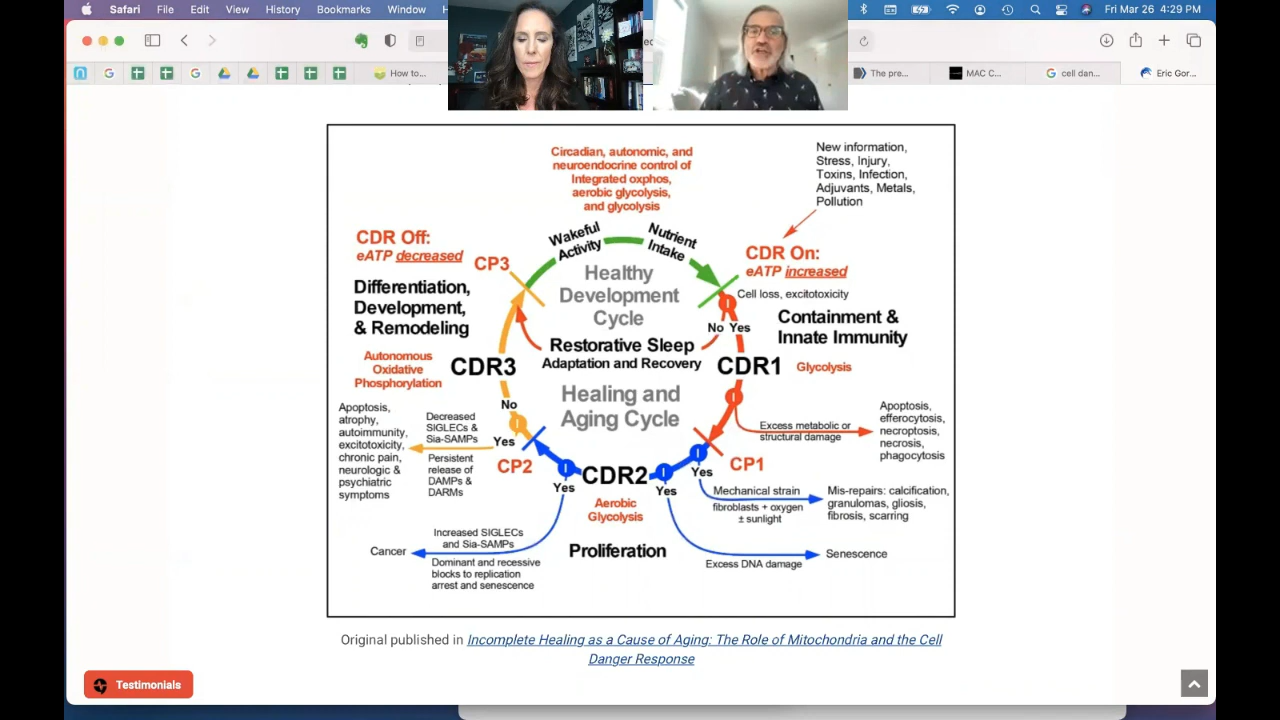 Safari File Edit View History Bookmarks Window Fri Mar 26 4:29 PM
How to...
The pre...
MAC C...
cell dan...
Eric Gor...
Circadian, autonomic, and
neuroendocrine control of
Integrated oxphos,
aerobic glycolysis,
and glycolysis
New information,
Stress, Injury,
Toxins, Infection,
Adjuvants, Metals,
Pollution
CDR Off:
eATP decreased
CP3
Wakeful
Activity
Nutrient
Intake
CDR On:
eATP increased
Healthy
Development
Cycle
Cell loss, excitotoxicity
Differentiation,
Development,
& Remodeling
Containment &
Innate Immunity
No Yes
Restorative Sleep
Adaptation and Recovery
Autonomous
Oxidative
Phosphorylation
CDR3
CDR1
Glycolysis
Healing and
Aging Cycle
No
Yes
Apoptosis,
atrophy,
autoimmunity,
excitotoxicity,
chronic pain,
neurologic &
psychiatric
symptoms
Decreased
SIGLECs &
Sia-SAMPs
Persistent
release of
DAMPs &
DARMs
Excess metabolic or
structural damage
Apoptosis,
efferocytosis,
necroptosis,
necrosis,
phagocytosis
CP2
CDR2
CP1
Yes
Yes
Yes
Aerobic
Glycolysis
Mechanical strain
fibroblasts + oxygen
± sunlight
Mis-repairs: calcification,
granulomas, gliosis,
fibrosis, scarring
Proliferation
Increased SIGLECs
and Sia-SAMPs
Cancer
Dominant and recessive
blocks to replication
arrest and senescence
Excess DNA damage
Senescence
Original published in Incomplete Healing as a Cause of Aging: The Role of Mitochondria and the Cell
Danger Response
Testimonials